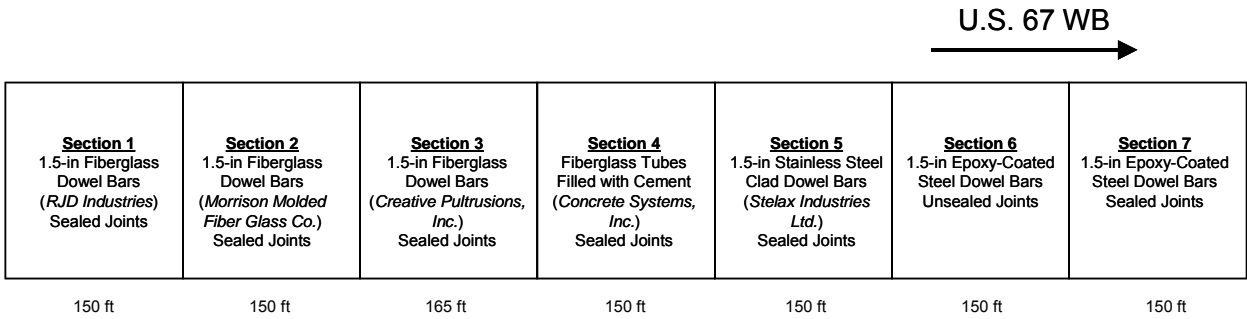 U.S. 67 WB
Section 1
1.5-in Fiberglass
Dowel Bars
(RJD Industries)
Sealed Joints
Section 2
1.5-in Fiberglass
Dowel Bars
(Morrison Molded
Fiber Glass Co.)
Sealed Joints
Section 3
1.5-in Fiberglass
Dowel Bars
(Creative Pultrusions,
Inc.)
Sealed Joints
Section 4
Fiberglass Tubes
Filled with Cement
(Concrete Systems,
Inc.)
Sealed Joints
Section 5
1.5-in Stainless Steel
Clad Dowel Bars
(Stelax Industries
Ltd.)
Sealed Joints
Section 6
1.5-in Epoxy-Coated
Steel Dowel Bars
Unsealed Joints
Section 7
1.5-in Epoxy-Coated
Steel Dowel Bars
Sealed Joints
150 ft
150 ft
165 ft
150 ft
150 ft
150 ft
150 ft